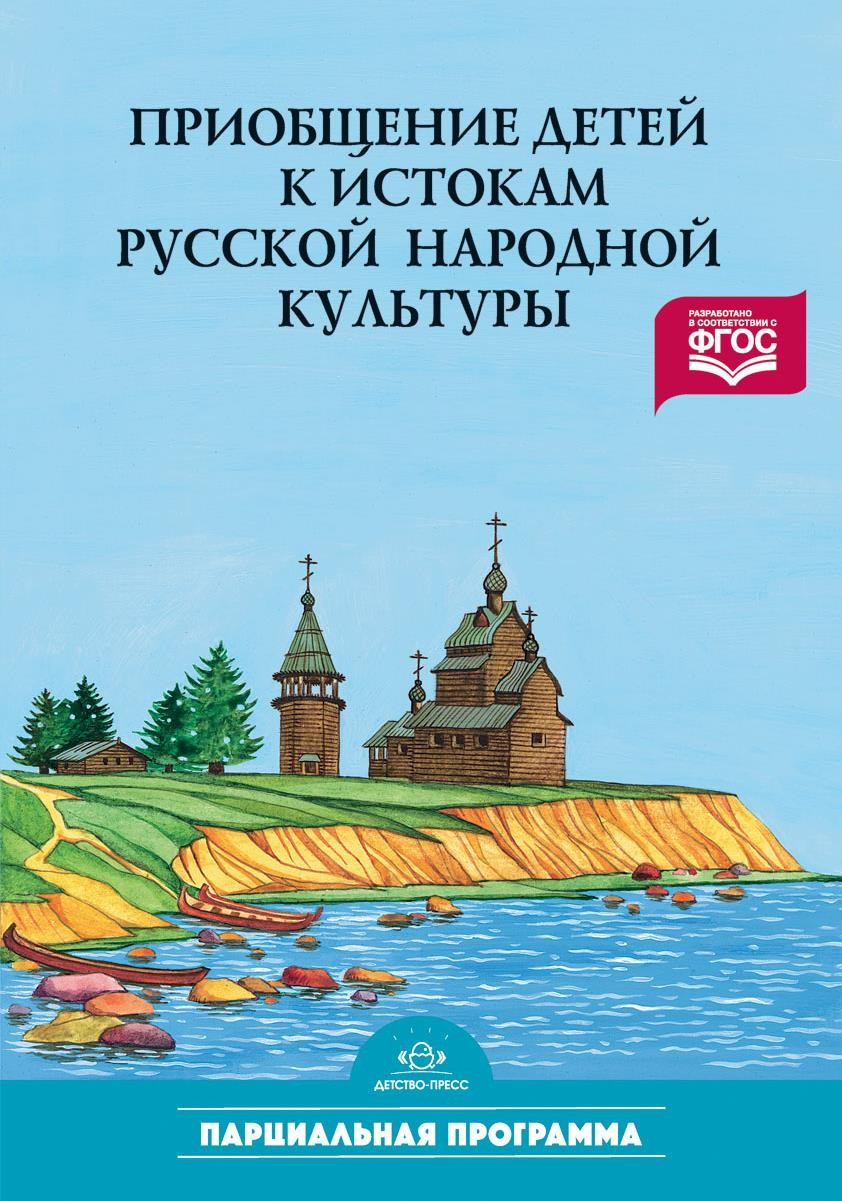 ПРИОБЩЕНИЕ ДЕТЕЙ
К ИСТОКАМ
РУССКОЙ НАРОДНОЙ
КУЛЬТУРЫ
РАЗРАБОТАНО
В СООТВЕТСТВИИ С
ФГОС
ДЕТСТВО-ПРЕСС
ПАРЦИАЛЬНАЯ ПРОГРАММА